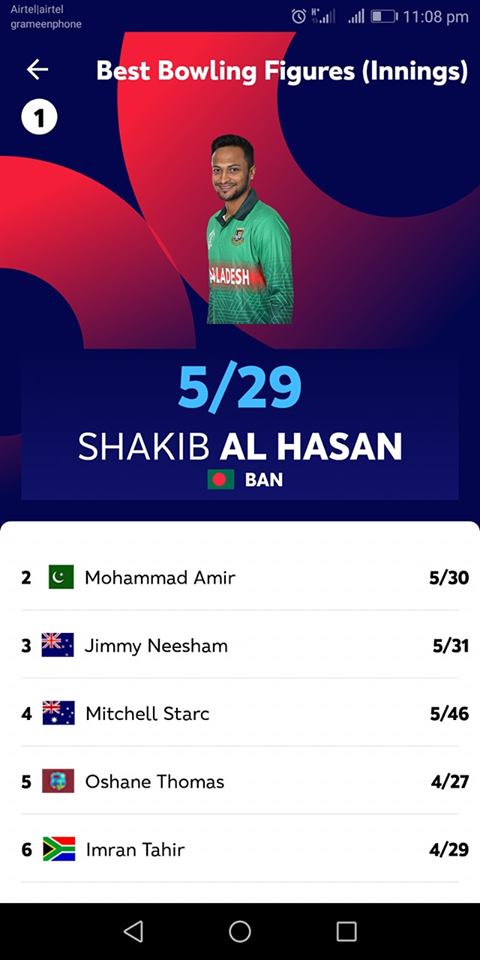 Airtel|airtel
grameenphone
11:08 pm
Best Bowling Figures (Innings)
1
LADESH
5/29
SHAKIB AL HASAN
BAN
2 Mohammad Amir 5/30
3 Jimmy Neesham 5/31
4 Mitchell Starc 5/46
5 Oshane Thomas 4/27
6 Imran Tahir 4/29